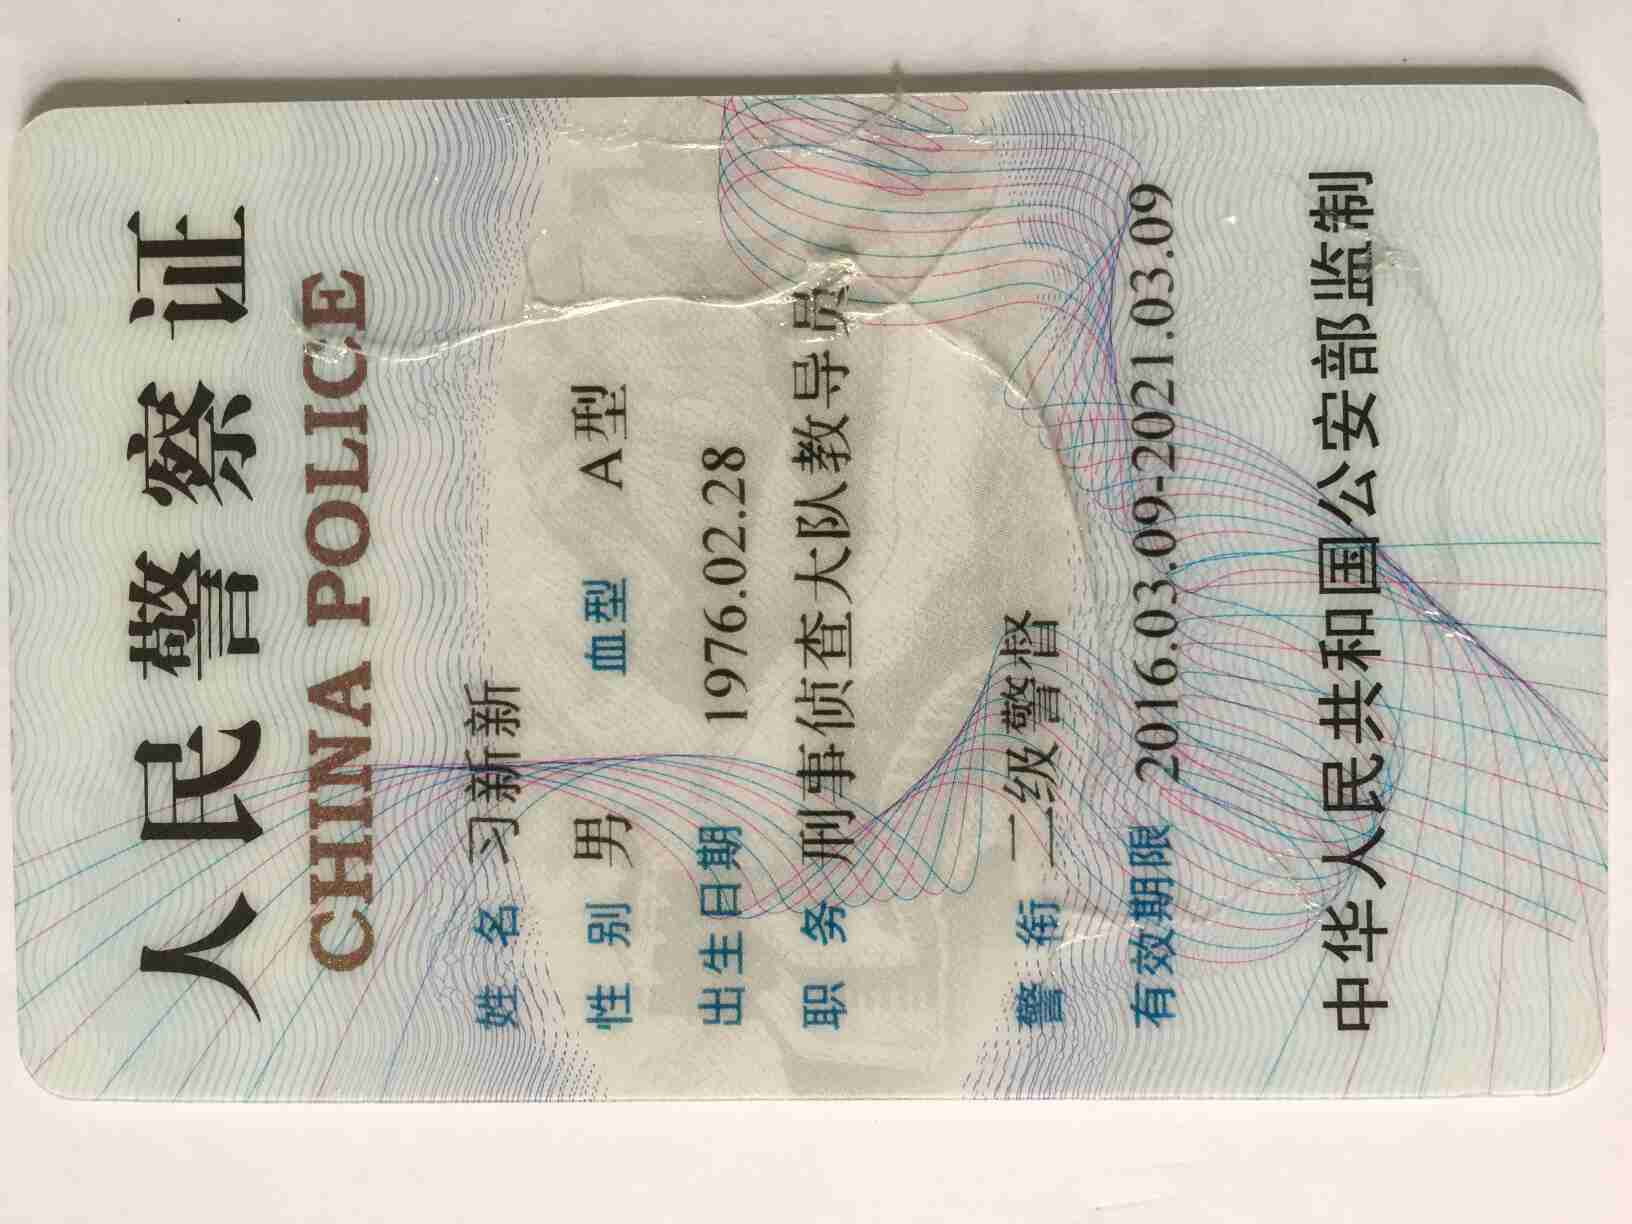 人民警察证
CHINA POLICE
姓 名 习新新
性 别 男 血型 A型
出生日期 1976.02.28
职 务 刑事侦查大队教导员
警 衔 二级警督
有效期限 2016.03.09-2021.03.09
中华人民共和国公安部监制